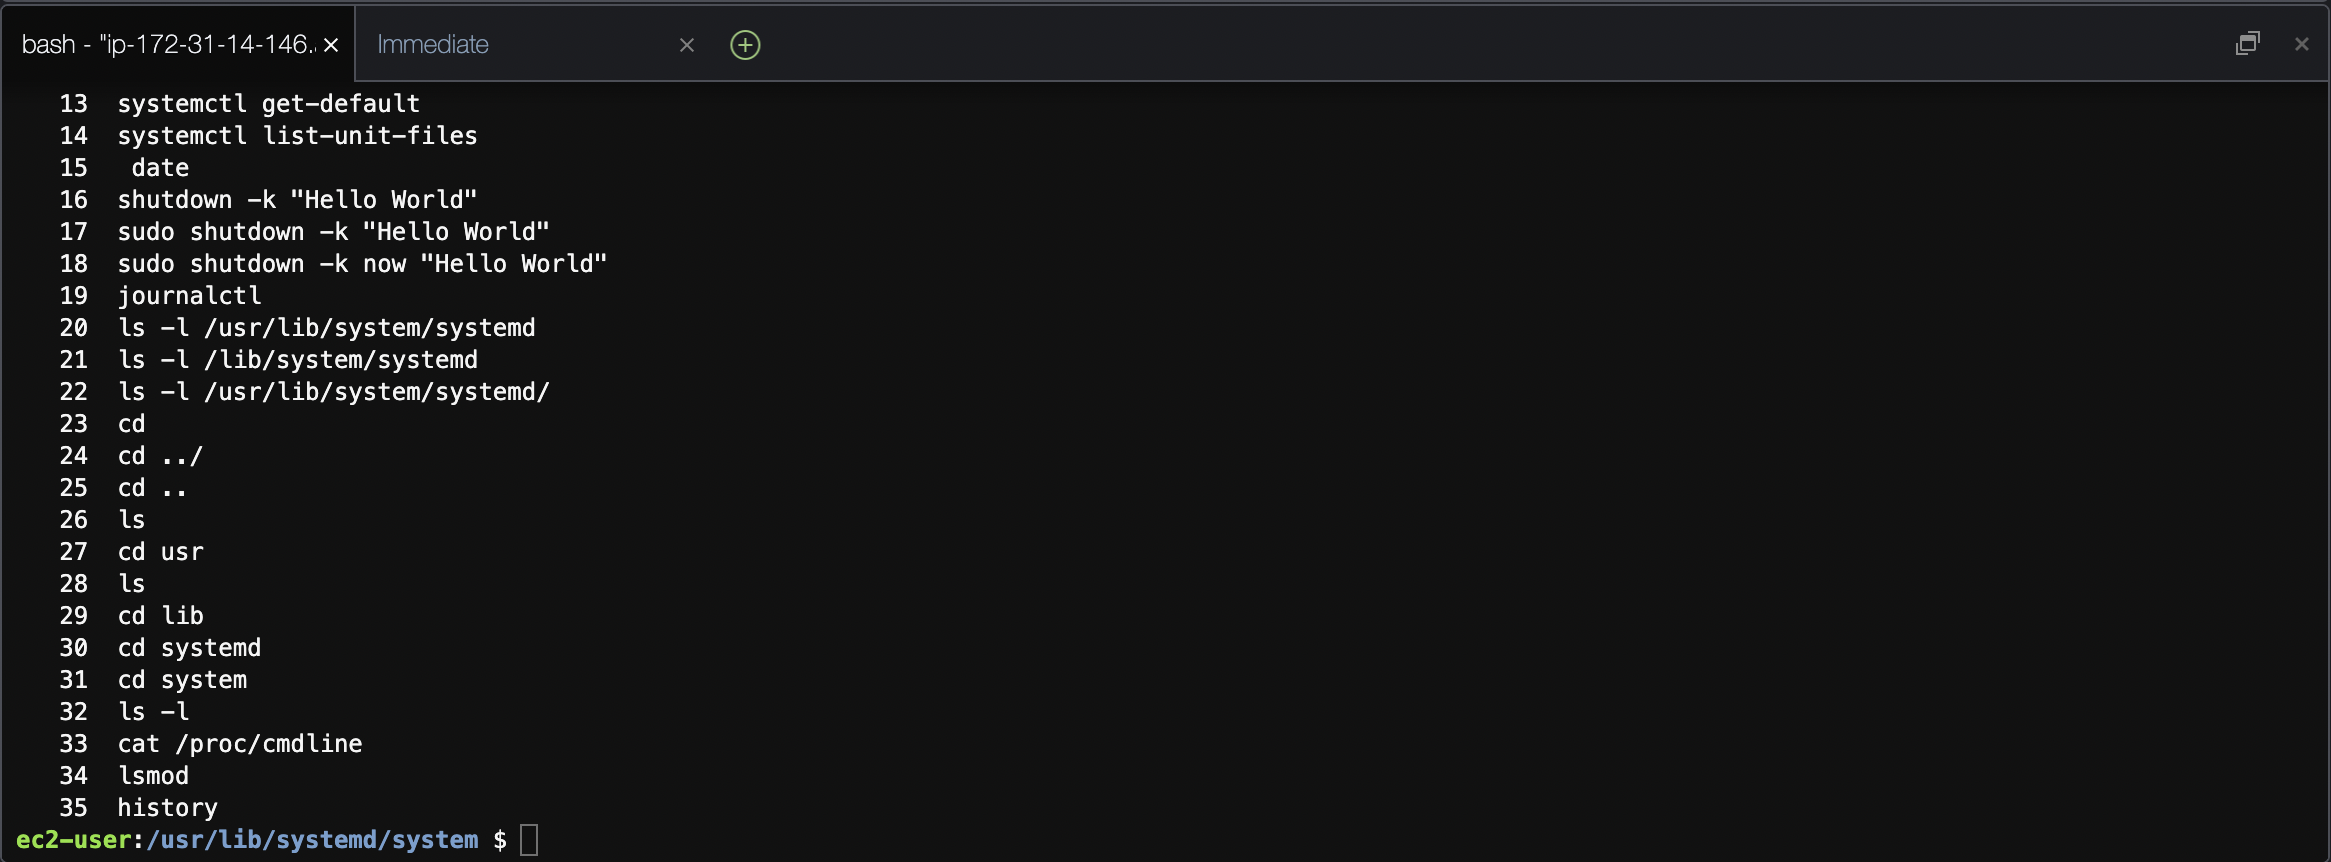 bash - "ip-172-31-14-146. × Immediate ×
13 systemctl get-default
14 systemctl list-unit-files
15  date
16 shutdown -k "Hello World"
17 sudo shutdown -k "Hello World"
18 sudo shutdown -k now "Hello World"
19 journalctl
20 ls -l /usr/lib/system/systemd
21 ls -l /lib/system/systemd
22 ls -l /usr/lib/system/systemd/
23 cd
24 cd ../
25 cd ..
26 ls
27 cd usr
28 ls
29 cd lib
30 cd systemd
31 cd system
32 ls -l
33 cat /proc/cmdline
34 lsmod
35 history
ec2-user:/usr/lib/systemd/system $